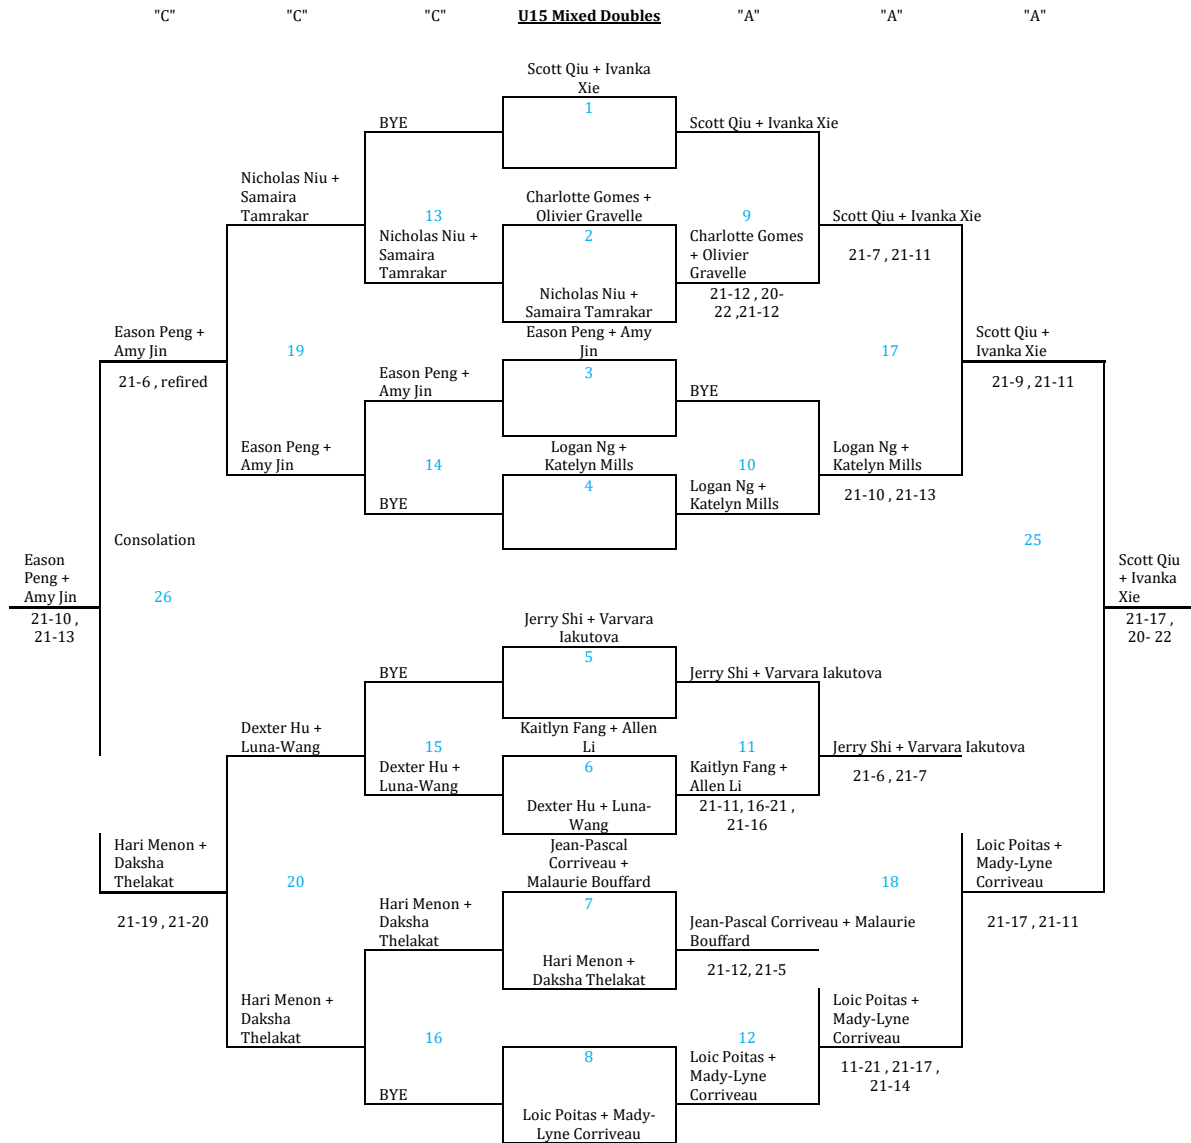 "C" "C" "C" U15 Mixed Doubles "A" "A" "A"
Scott Qiu + Ivanka
Xie
1
BYE
Scott Qiu + Ivanka Xie
Nicholas Niu +
Samaira
Tamrakar
Charlotte Gomes +
Olivier Gravelle
13
9
Scott Qiu + Ivanka Xie
2
Nicholas Niu +
Samaira
Tamrakar
Charlotte Gomes
+ Olivier
Gravelle
21-7 , 21-11
Nicholas Niu +
Samaira Tamrakar
21-12 , 20-
22 ,21-12
Eason Peng +
Amy Jin
19
Eason Peng + Amy
Jin
17
Scott Qiu +
Ivanka Xie
21-6 , refired
Eason Peng +
Amy Jin
3
BYE
21-9 , 21-11
Eason Peng +
Amy Jin
14
Logan Ng +
Katelyn Mills
10
Logan Ng +
Katelyn Mills
BYE
4
Logan Ng +
Katelyn Mills
21-10 , 21-13
Consolation
25
Eason
Peng +
Amy Jin
26
Scott Qiu
+ Ivanka
Xie
21-10 ,
21-13
21-17 ,
20- 22
Jerry Shi + Varvara
Iakutova
5
BYE
Jerry Shi + Varvara Iakutova
Dexter Hu +
Luna-Wang
15
Kaitlyn Fang + Allen
Li
11
Jerry Shi + Varvara Iakutova
Dexter Hu +
Luna-Wang
6
Kaitlyn Fang +
Allen Li
21-6 , 21-7
Dexter Hu + Luna-
Wang
21-11, 16-21 ,
21-16
Hari Menon +
Daksha
Thelakat
20
Jean-Pascal
Corriveau +
Malaurie Bouffard
18
Loic Poitas +
Mady-Lyne
Corriveau
21-19 , 21-20
Hari Menon +
Daksha
Thelakat
7
Jean-Pascal Corriveau + Malaurie
Bouffard
21-17 , 21-11
Hari Menon +
Daksha Thelakat
21-12, 21-5
Hari Menon +
Daksha
Thelakat
16
12
Loic Poitas +
Mady-Lyne
Corriveau
8
Loic Poitas +
Mady-Lyne
Corriveau
11-21 , 21-17 ,
21-14
BYE
Loic Poitas + Mady-
Lyne Corriveau